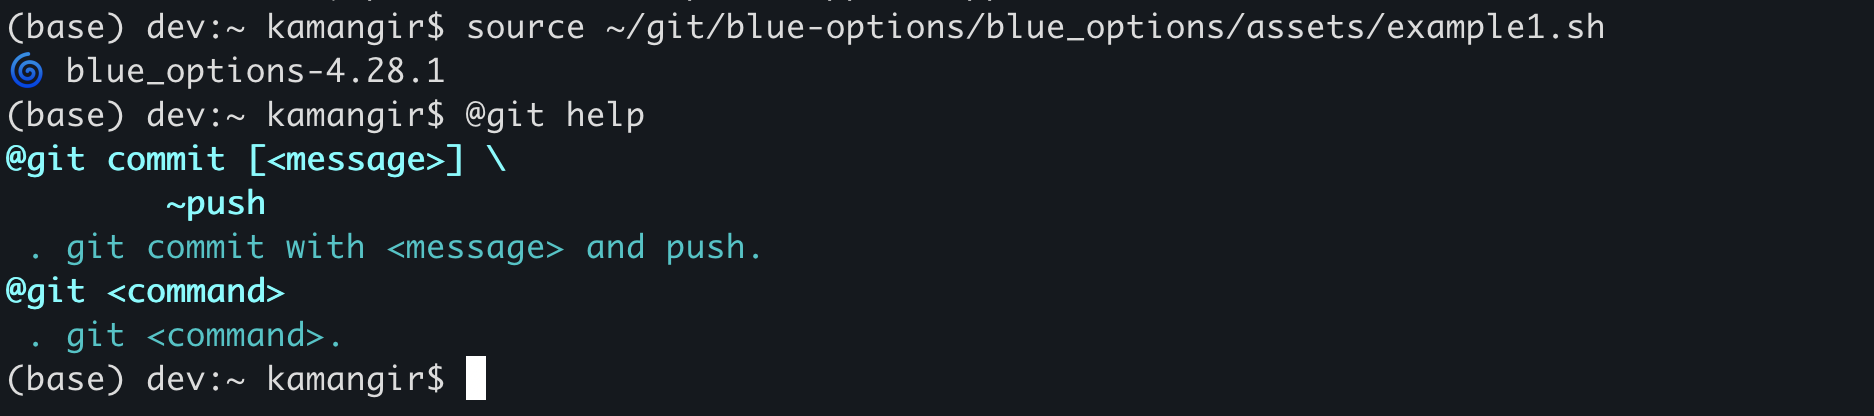 (base) dev:~ kamangir$ source ~/git/blue-options/blue_options/assets/example1.sh
🌀 blue_options-4.28.1
(base) dev:~ kamangir$ @git help
@git commit [<message>] \
        ~push
 . git commit with <message> and push.
@git <command>
 . git <command>.
(base) dev:~ kamangir$